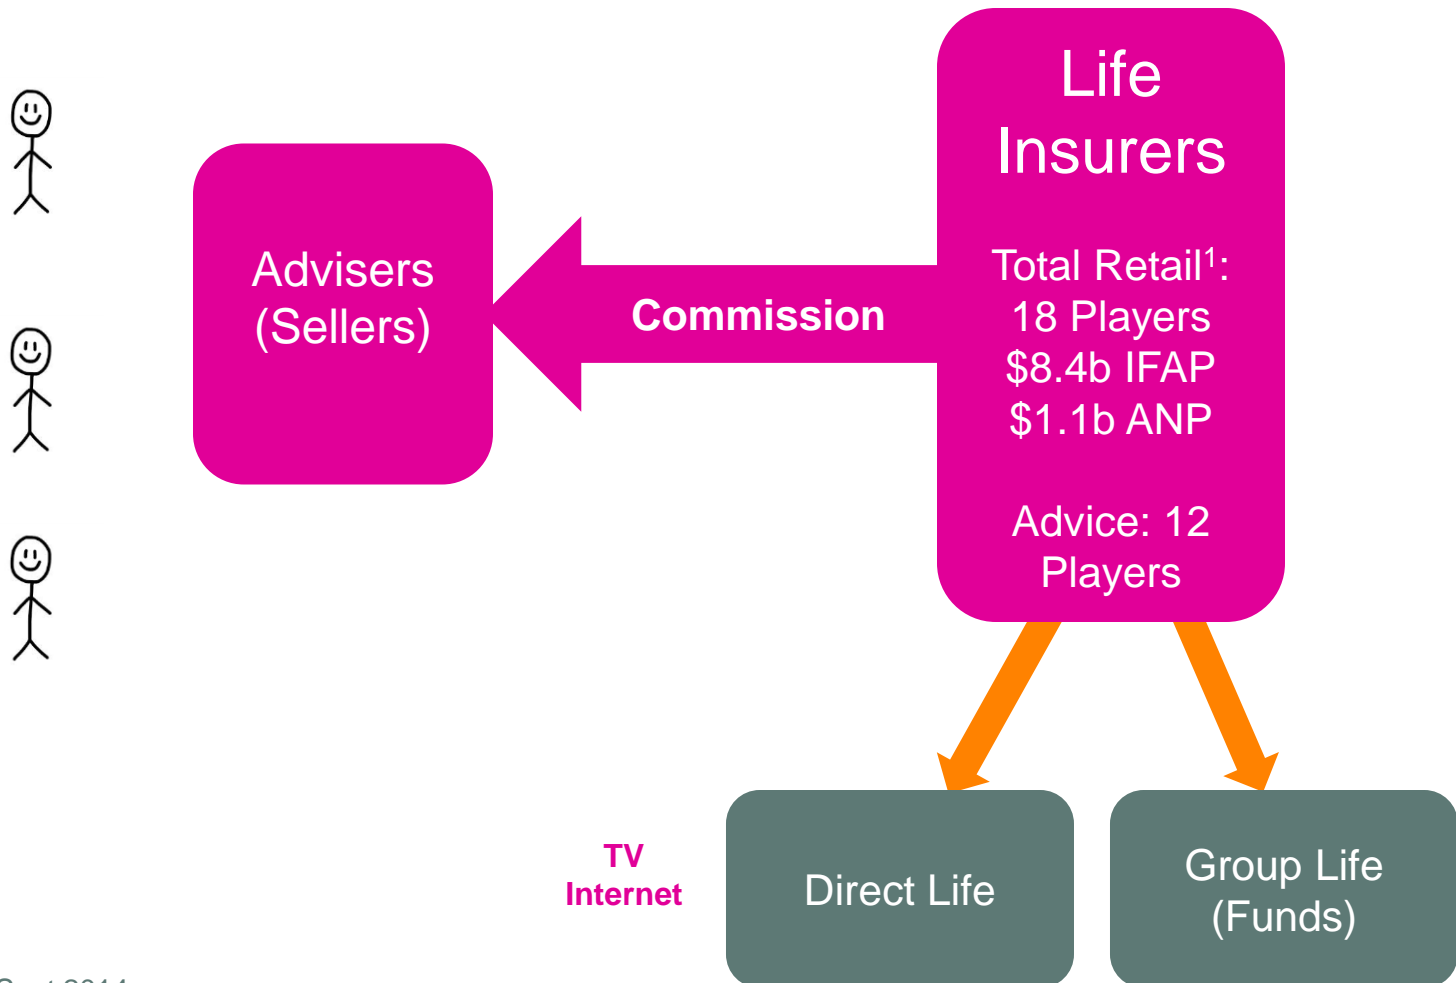 Life
Insurers
Total Retail¹:
18 Players
$8.4b IFAP
$1.1b ANP
Advice: 12
Players
Advisers
(Sellers)
Commission
TV
Internet
Direct Life
Group Life
(Funds)
2014